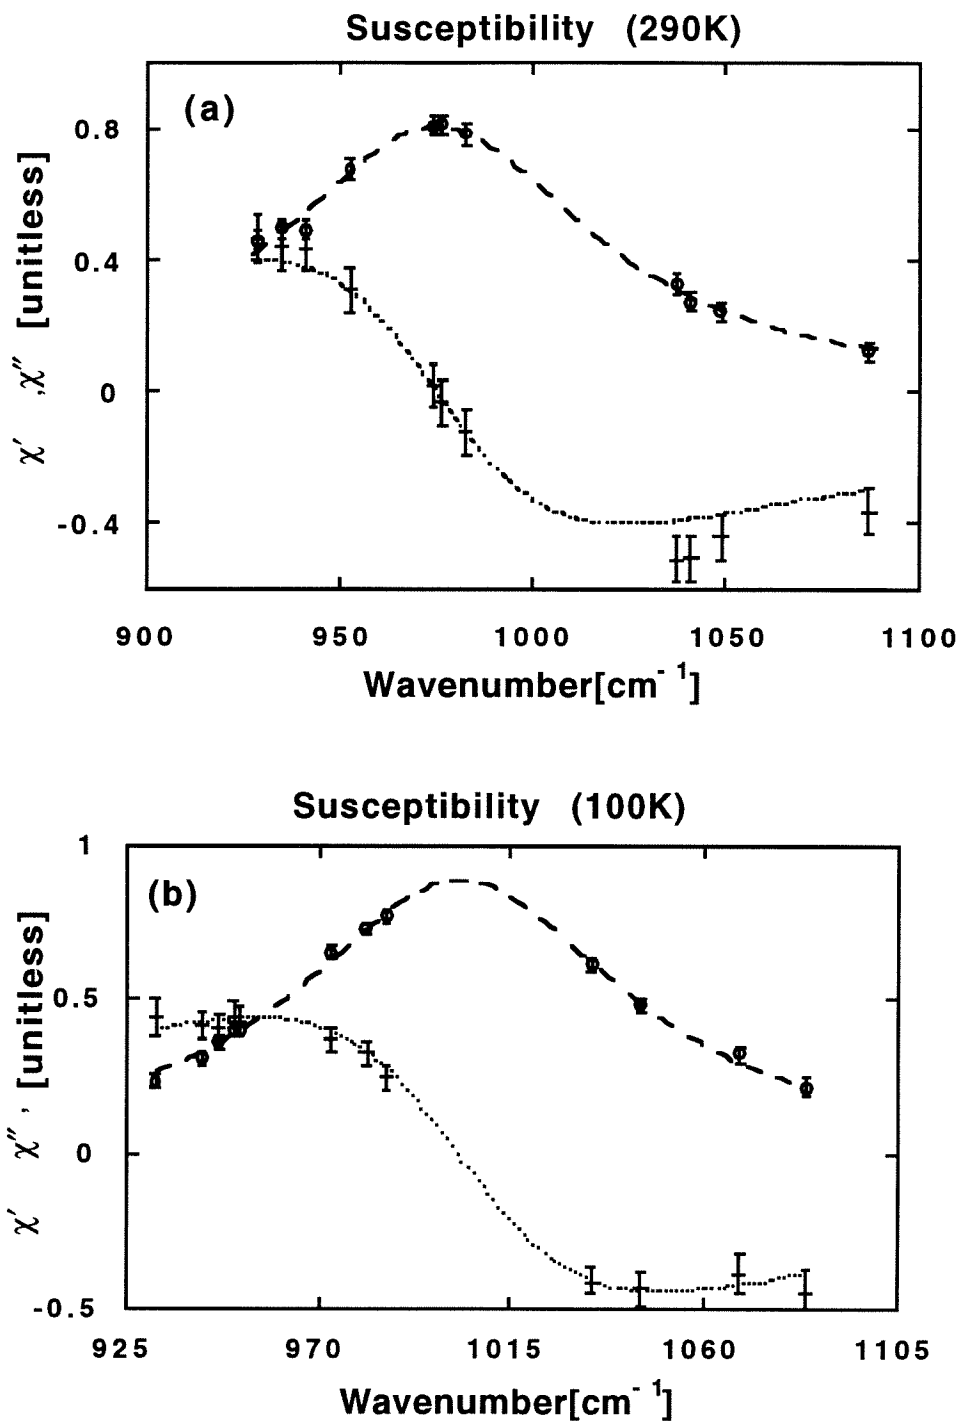 Susceptibility (290K)
(a)
0.8
0.4
0
-0.4
χ′ ,χ″ [unitless]
900 950 1000 1050 1100
Wavenumber[cm⁻¹]
Susceptibility (100K)
(b)
1
0.5
0
-0.5
χ′ χ″ , [unitless]
925 970 1015 1060 1105
Wavenumber[cm⁻¹]